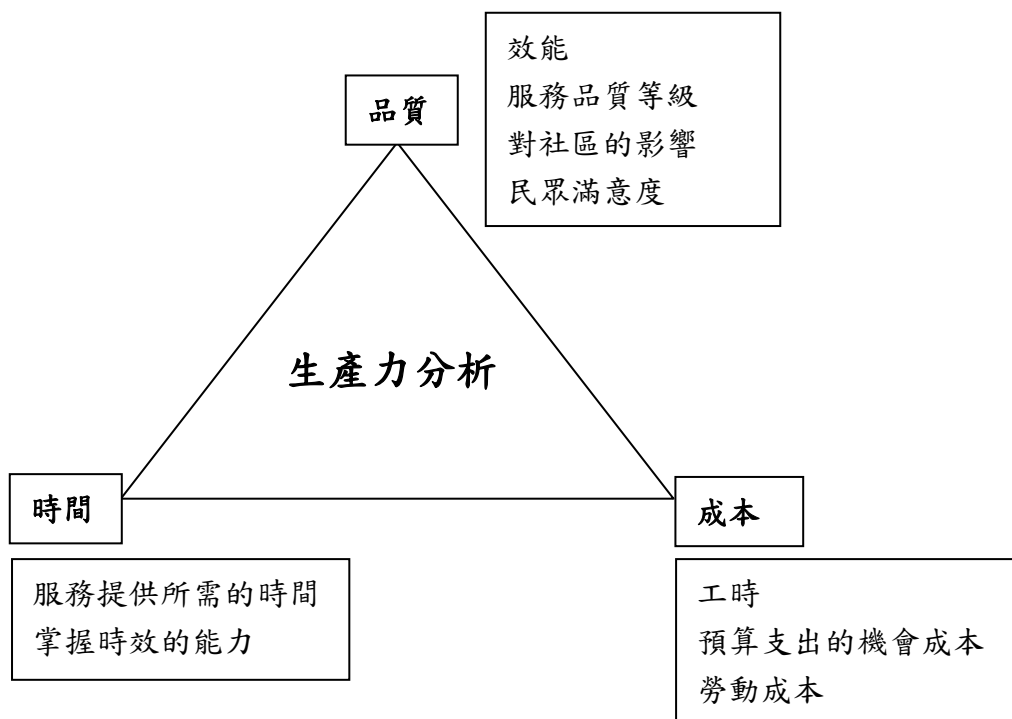 品質
效能
服務品質等級
對社區的影響
民眾滿意度
生產力分析
時間
服務提供所需的時間
掌握時效的能力
成本
工時
預算支出的機會成本
勞動成本